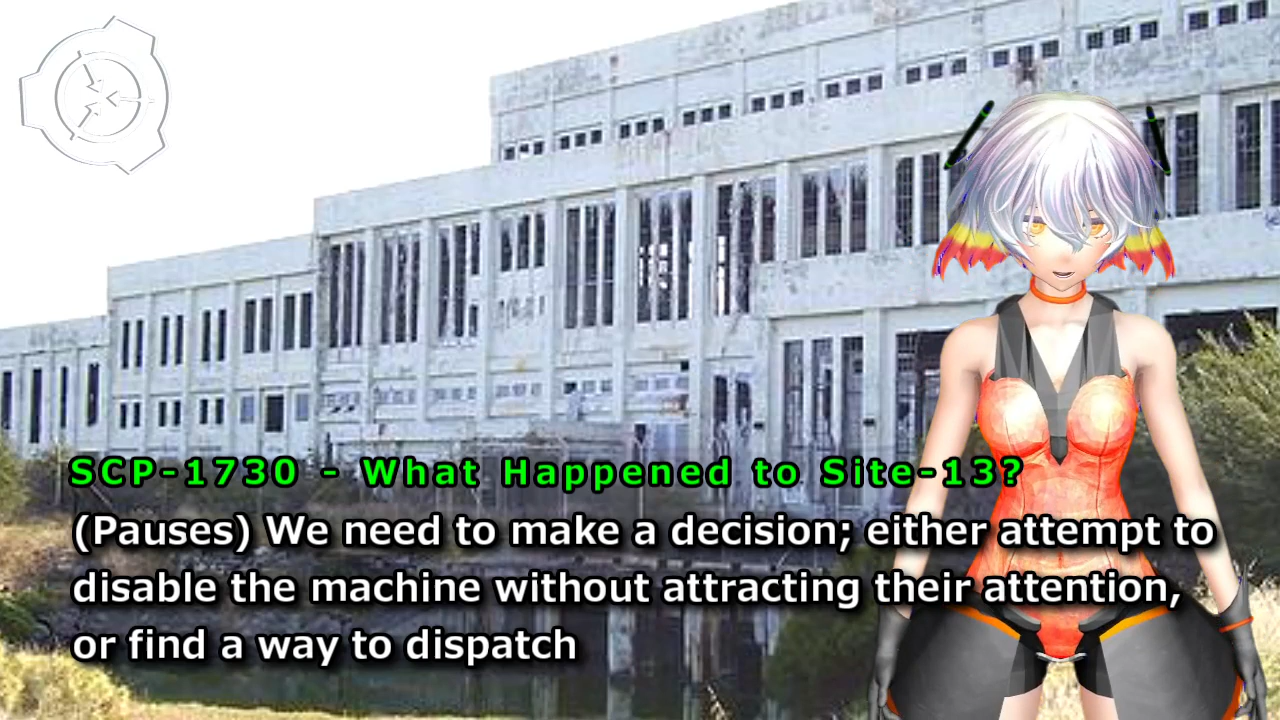 SCP-1730 - What Happened to Site-13?
(Pauses) We need to make a decision; either attempt to
disable the machine without attracting their attention,
or find a way to dispatch